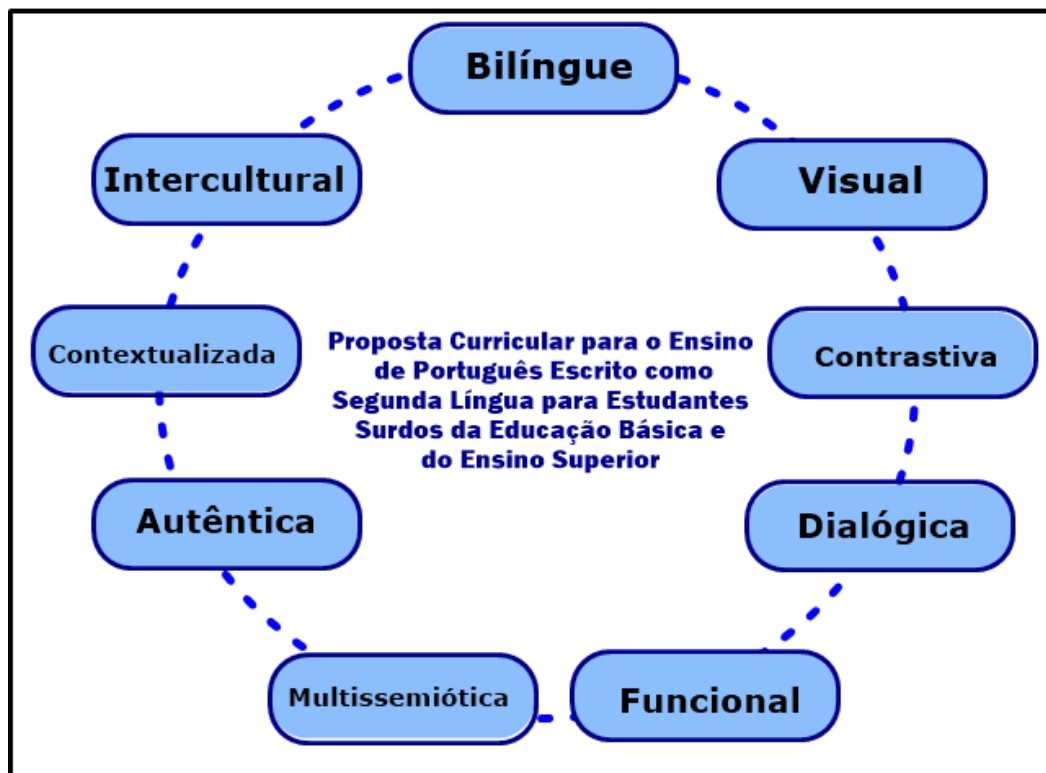 Bilíngue
Intercultural
Visual
Contextualizada
Proposta Curricular para o Ensino
de Português Escrito como
Segunda Língua para Estudantes
Surdos da Educação Básica e
do Ensino Superior
Contrastiva
Autêntica
Dialógica
Multissemiótica
Funcional